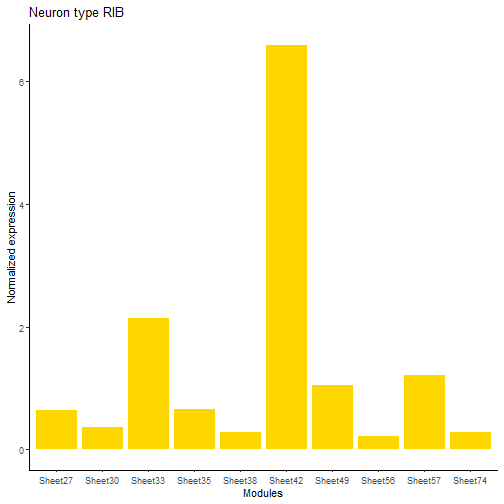 Neuron type RIB
Normalized expression
6
4
2
0
Sheet27 Sheet30 Sheet33 Sheet35 Sheet38 Sheet42 Sheet49 Sheet56 Sheet57 Sheet74
Modules